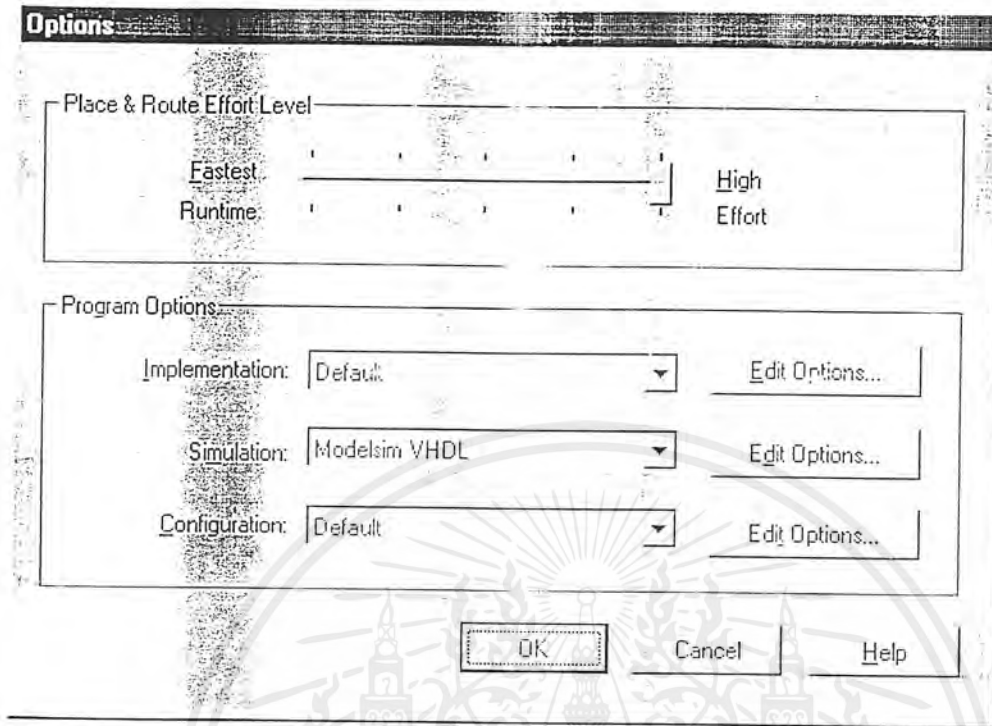 Options
Place & Route Effort Level
Fastest
Runtime:
High
Effort
Program Options
Implementation: Default Edit Options...
Simulation: Modelsim VHDL Edit Options...
Configuration: Default Edit Options...
OK Cancel Help